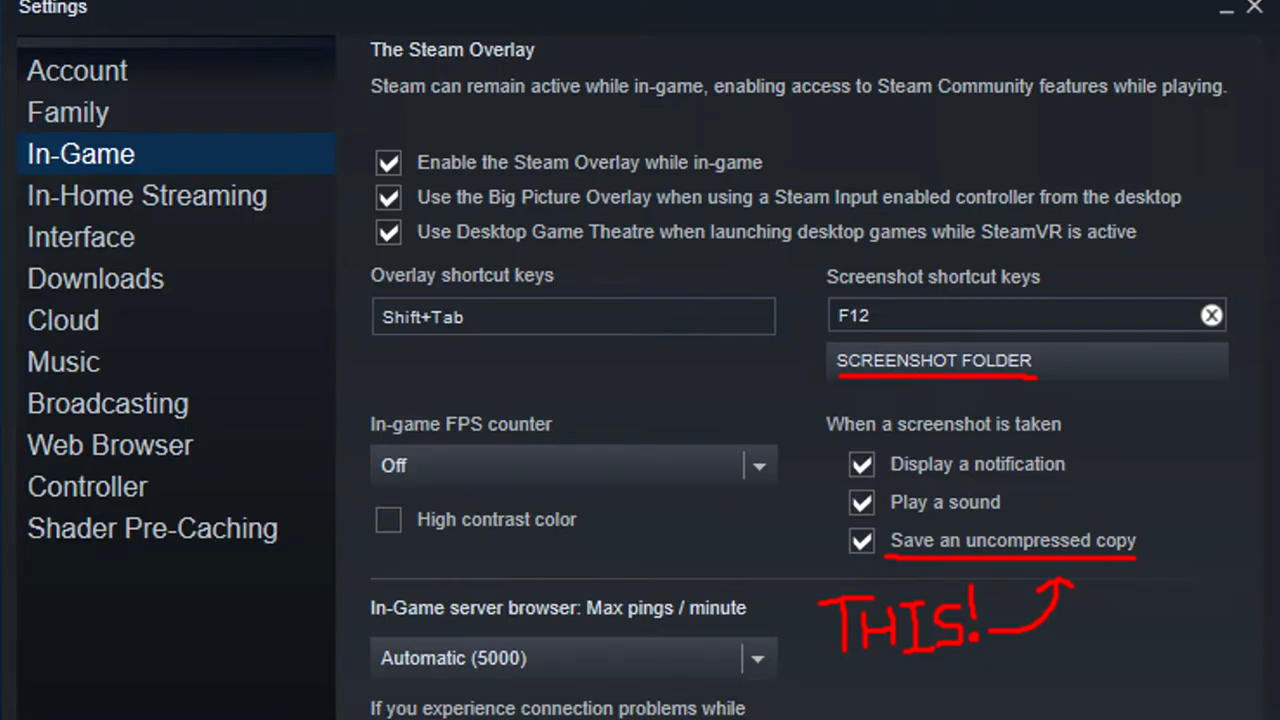 Settings
Account
Family
In-Game
In-Home Streaming
Interface
Downloads
Cloud
Music
Broadcasting
Web Browser
Controller
Shader Pre-Caching
The Steam Overlay
Steam can remain active while in-game, enabling access to Steam Community features while playing.
Enable the Steam Overlay while in-game
Use the Big Picture Overlay when using a Steam Input enabled controller from the desktop
Use Desktop Game Theatre when launching desktop games while SteamVR is active
Overlay shortcut keys
Shift+Tab
Screenshot shortcut keys
F12
SCREENSHOT FOLDER
In-game FPS counter
Off
High contrast color
When a screenshot is taken
Display a notification
Play a sound
Save an uncompressed copy
THIS!
In-Game server browser: Max pings / minute
Automatic (5000)
If you experience connection problems while